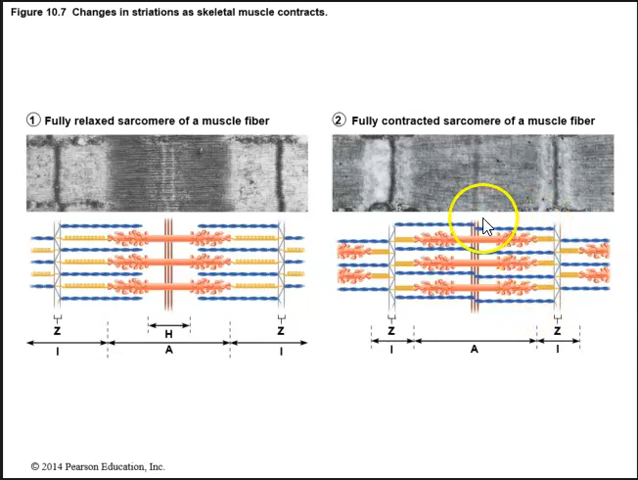 Figure 10.7 Changes in striations as skeletal muscle contracts.
1 Fully relaxed sarcomere of a muscle fiber
2 Fully contracted sarcomere of a muscle fiber
Z H Z
I A I
Z Z
I A I
© 2014 Pearson Education, Inc.